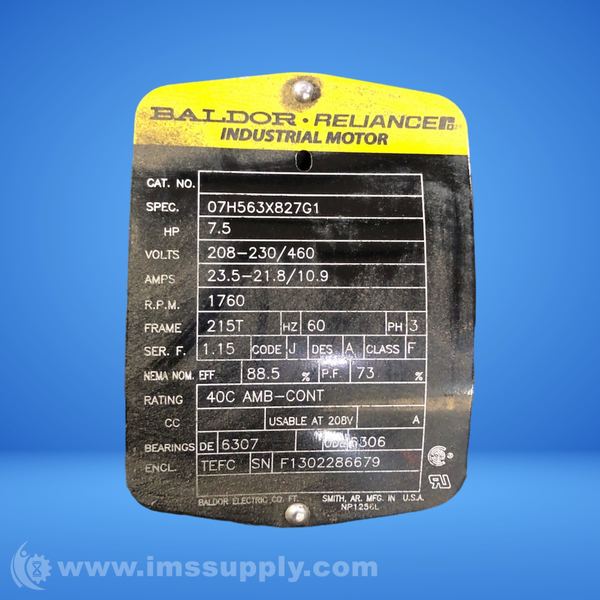 BALDOR • RELIANCE
INDUSTRIAL MOTOR
CAT. NO.
SPEC. 07H563X827G1
HP 7.5
VOLTS 208-230/460
AMPS 23.5-21.8/10.9
R.P.M. 1760
FRAME 215T HZ 60 PH 3
SER. F. 1.15 CODE J DES A CLASS F
NEMA NOM. EFF 88.5 % P.F. 73 %
RATING 40C AMB-CONT
CC USABLE AT 208V A
BEARINGS DE 6307 ODE 6306
ENCL. TEFC SN F1302286679
BALDOR ELECTRIC CO. FT. SMITH, AR. MFG. IN U.S.A.
NP1256L
www.imssupply.com